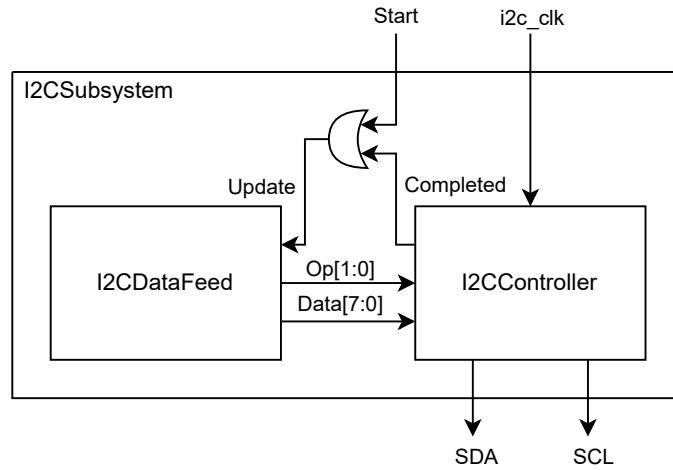 Start
i2c_clk
I2CSubsystem
Update
Completed
I2CDataFeed
Op[1:0]
Data[7:0]
I2CController
SDA
SCL